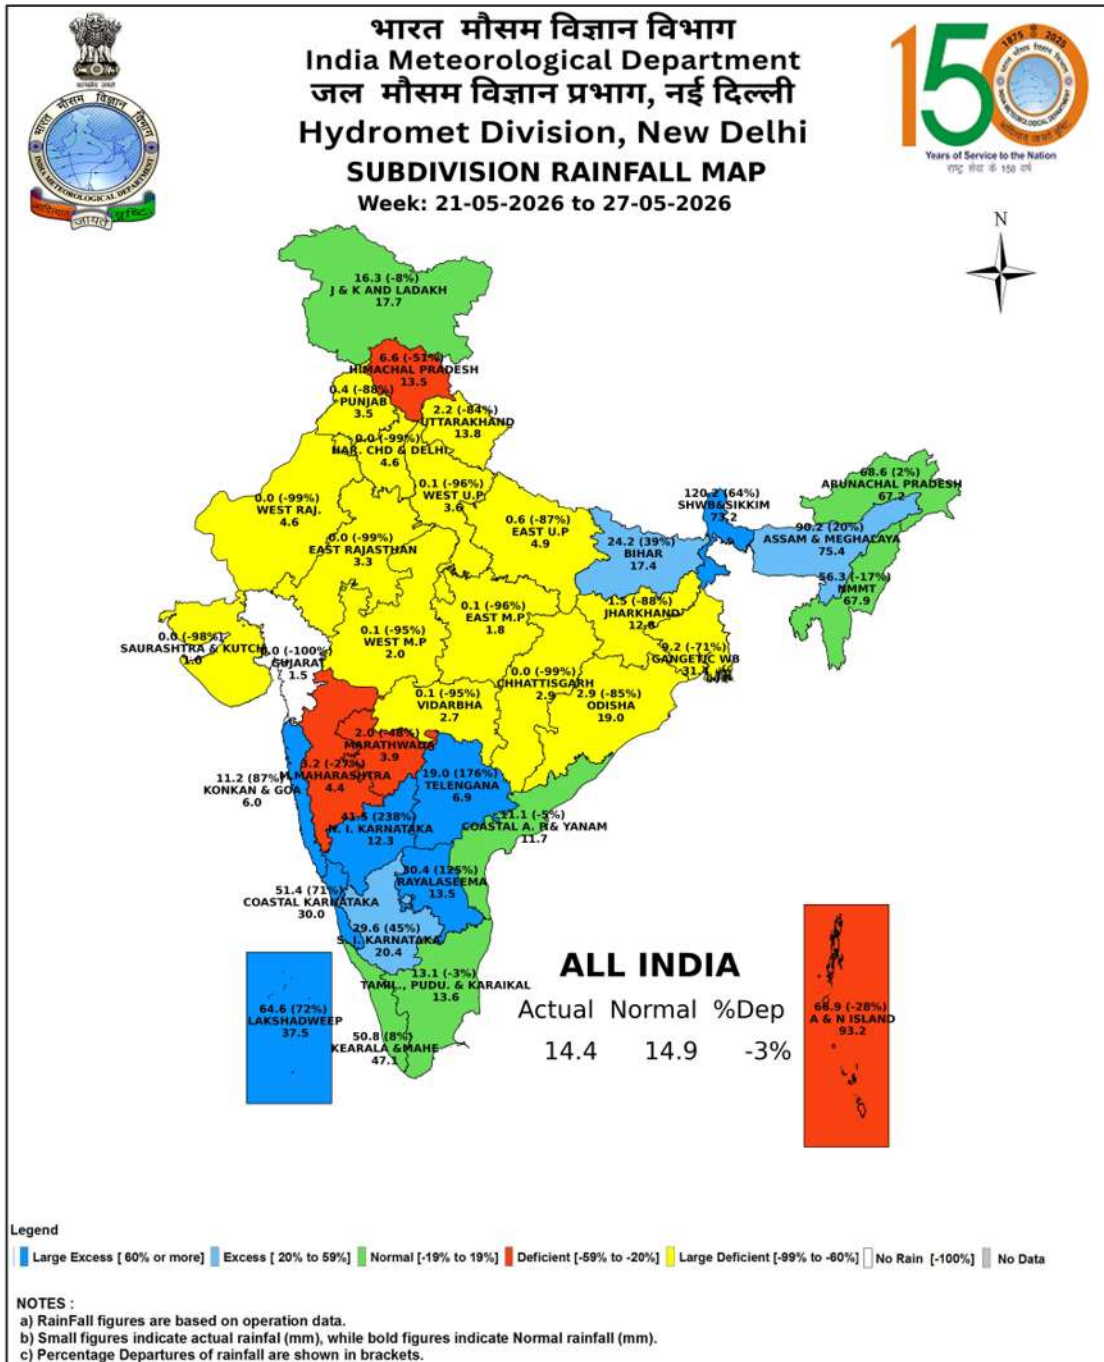 भारत मौसम विज्ञान विभाग
India Meteorological Department
जल मौसम विज्ञान प्रभाग, नई दिल्ली
Hydromet Division, New Delhi
SUBDIVISION RAINFALL MAP
Week: 21-05-2026 to 27-05-2026
सत्यमेव जयते
भारत मौसम विज्ञान विभाग
INDIA METEOROLOGICAL DEPARTMENT
आदित्यात् जायते वृष्टिः
150
1875 2025
Years of Service to the Nation
राष्ट्र सेवा के 150 वर्ष
N
16.3 (-8%)
J & K AND LADAKH
17.7
6.6 (-51%)
HIMACHAL PRADESH
13.5
0.4 (-88%)
PUNJAB
3.5
2.2 (-84%)
UTTARAKHAND
13.8
0.0 (-99%)
HAR. CHD & DELHI
4.6
0.1 (-96%)
WEST U.P
3.6
0.0 (-99%)
WEST RAJ.
4.6
0.0 (-99%)
EAST RAJASTHAN
3.3
0.6 (-87%)
EAST U.P
4.9
24.2 (39%)
BIHAR
17.4
120.2 (64%)
SHWB&SIKKIM
73.2
68.6 (2%)
ARUNACHAL PRADESH
67.2
90.2 (20%)
ASSAM & MEGHALAYA
75.4
56.3 (-17%)
NMMT
67.9
0.0 (-98%)
SAURASHTRA & KUTCH
0.0 (-100%)
GUJARAT
1.5
0.1 (-95%)
WEST M.P
2.0
0.1 (-96%)
EAST M.P
1.8
1.5 (-88%)
JHARKHAND
9.2 (-71%)
GANGETIC WB
0.0 (-99%)
CHHATTISGARH
2.9
2.9 (-85%)
ODISHA
19.0
0.1 (-95%)
VIDARBHA
2.7
2.0 (-48%)
MARATHWADA
3.9
3.2 (-27%)
M.MAHARASHTRA
4.4
11.2 (87%)
KONKAN & GOA
6.0
19.0 (176%)
TELENGANA
6.9
41.5 (238%)
N. I. KARNATAKA
12.3
11.1 (-5%)
COASTAL A. P.& YANAM
11.7
30.4 (125%)
RAYALASEEMA
13.5
51.4 (71%)
COASTAL KARNATAKA
30.0
29.6 (45%)
S. I. KARNATAKA
20.4
13.1 (-3%)
TAMIL., PUDU. & KARAIKAL
13.6
50.8 (8%)
KEARALA &MAHE
47.1
64.6 (72%)
LAKSHADWEEP
37.5
66.9 (-28%)
A & N ISLAND
93.2
ALL INDIA
Actual Normal %Dep
14.4 14.9 -3%
Legend
Large Excess [ 60% or more] Excess [ 20% to 59%] Normal [-19% to 19%] Deficient [-59% to -20%] Large Deficient [-99% to -60%] No Rain [-100%] No Data
NOTES :
a) RainFall figures are based on operation data.
b) Small figures indicate actual rainfal (mm), while bold figures indicate Normal rainfall (mm).
c) Percentage Departures of rainfall are shown in brackets.